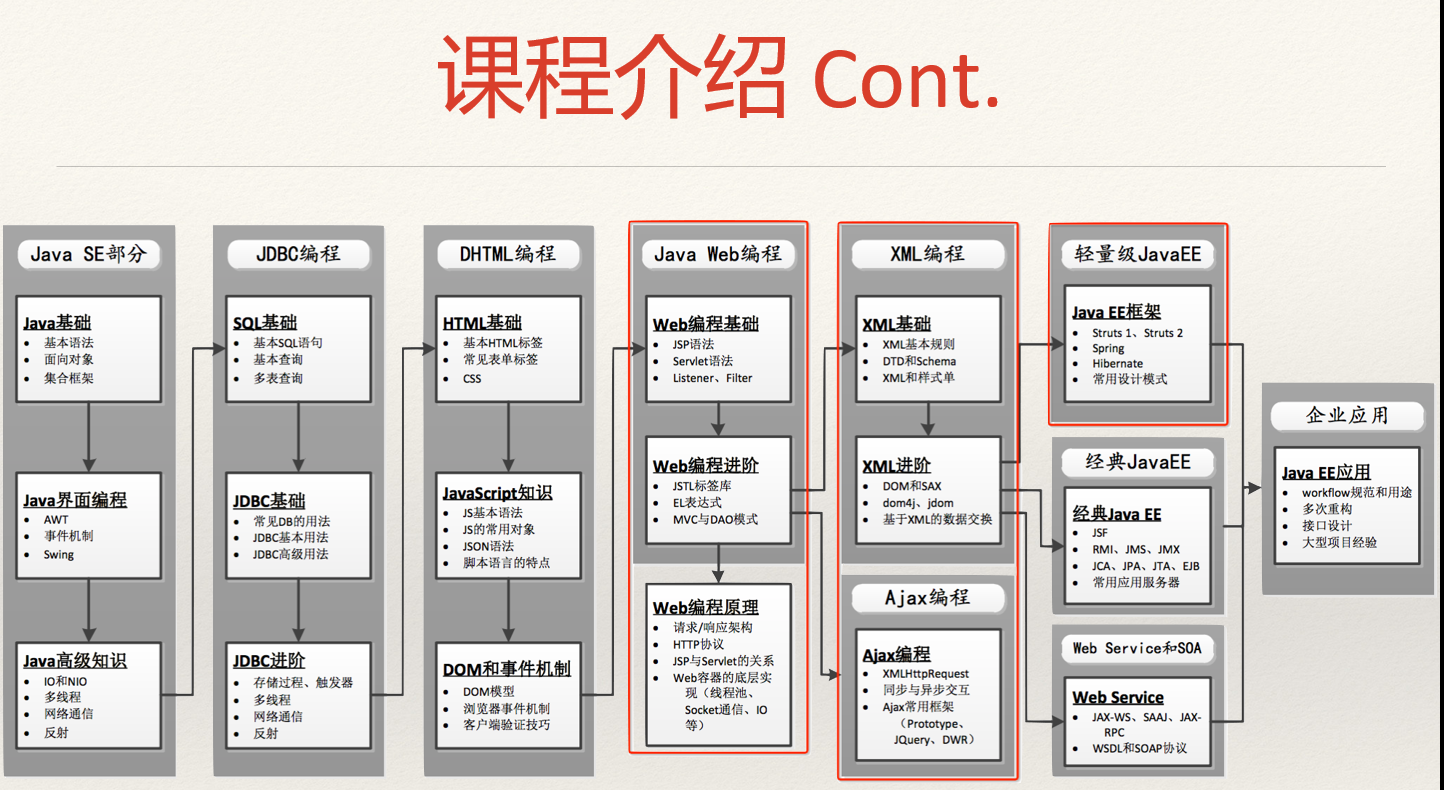 课程介绍 Cont.
Java SE部分
Java基础
• 基本语法
• 面向对象
• 集合框架
Java界面编程
• AWT
• 事件机制
• Swing
Java高级知识
• IO和NIO
• 多线程
• 网络通信
• 反射
JDBC编程
SQL基础
• 基本SQL语句
• 基本查询
• 多表查询
JDBC基础
• 常见DB的用法
• JDBC基本用法
• JDBC高级用法
JDBC进阶
• 存储过程、触发器
• 多线程
• 网络通信
• 反射
DHTML编程
HTML基础
• 基本HTML标签
• 常见表单标签
• CSS
JavaScript知识
• JS基本语法
• JS的常用对象
• JSON语法
• 脚本语言的特点
DOM和事件机制
• DOM模型
• 浏览器事件机制
• 客户端验证技巧
Java Web编程
Web编程基础
• JSP语法
• Servlet语法
• Listener、Filter
Web编程进阶
• JSTL标签库
• EL表达式
• MVC与DAO模式
Web编程原理
• 请求/响应架构
• HTTP协议
• JSP与Servlet的关系
• Web容器的底层实
现（线程池、
Socket通信、IO
等）
XML编程
XML基础
• XML基本规则
• DTD和Schema
• XML和样式单
XML进阶
• DOM和SAX
• dom4j、jdom
• 基于XML的数据交换
Ajax编程
Ajax编程
• XMLHttpRequest
• 同步与异步交互
• Ajax常用框架
（Prototype、
JQuery、DWR）
轻量级JavaEE
Java EE框架
• Struts 1、Struts 2
• Spring
• Hibernate
• 常用设计模式
经典JavaEE
经典Java EE
• JSF
• RMI、JMS、JMX
• JCA、JPA、JTA、EJB
• 常用应用服务器
Web Service和SOA
Web Service
• JAX-WS、SAAJ、JAX-
RPC
• WSDL和SOAP协议
企业应用
Java EE应用
• workflow规范和用途
• 多次重构
• 接口设计
• 大型项目经验